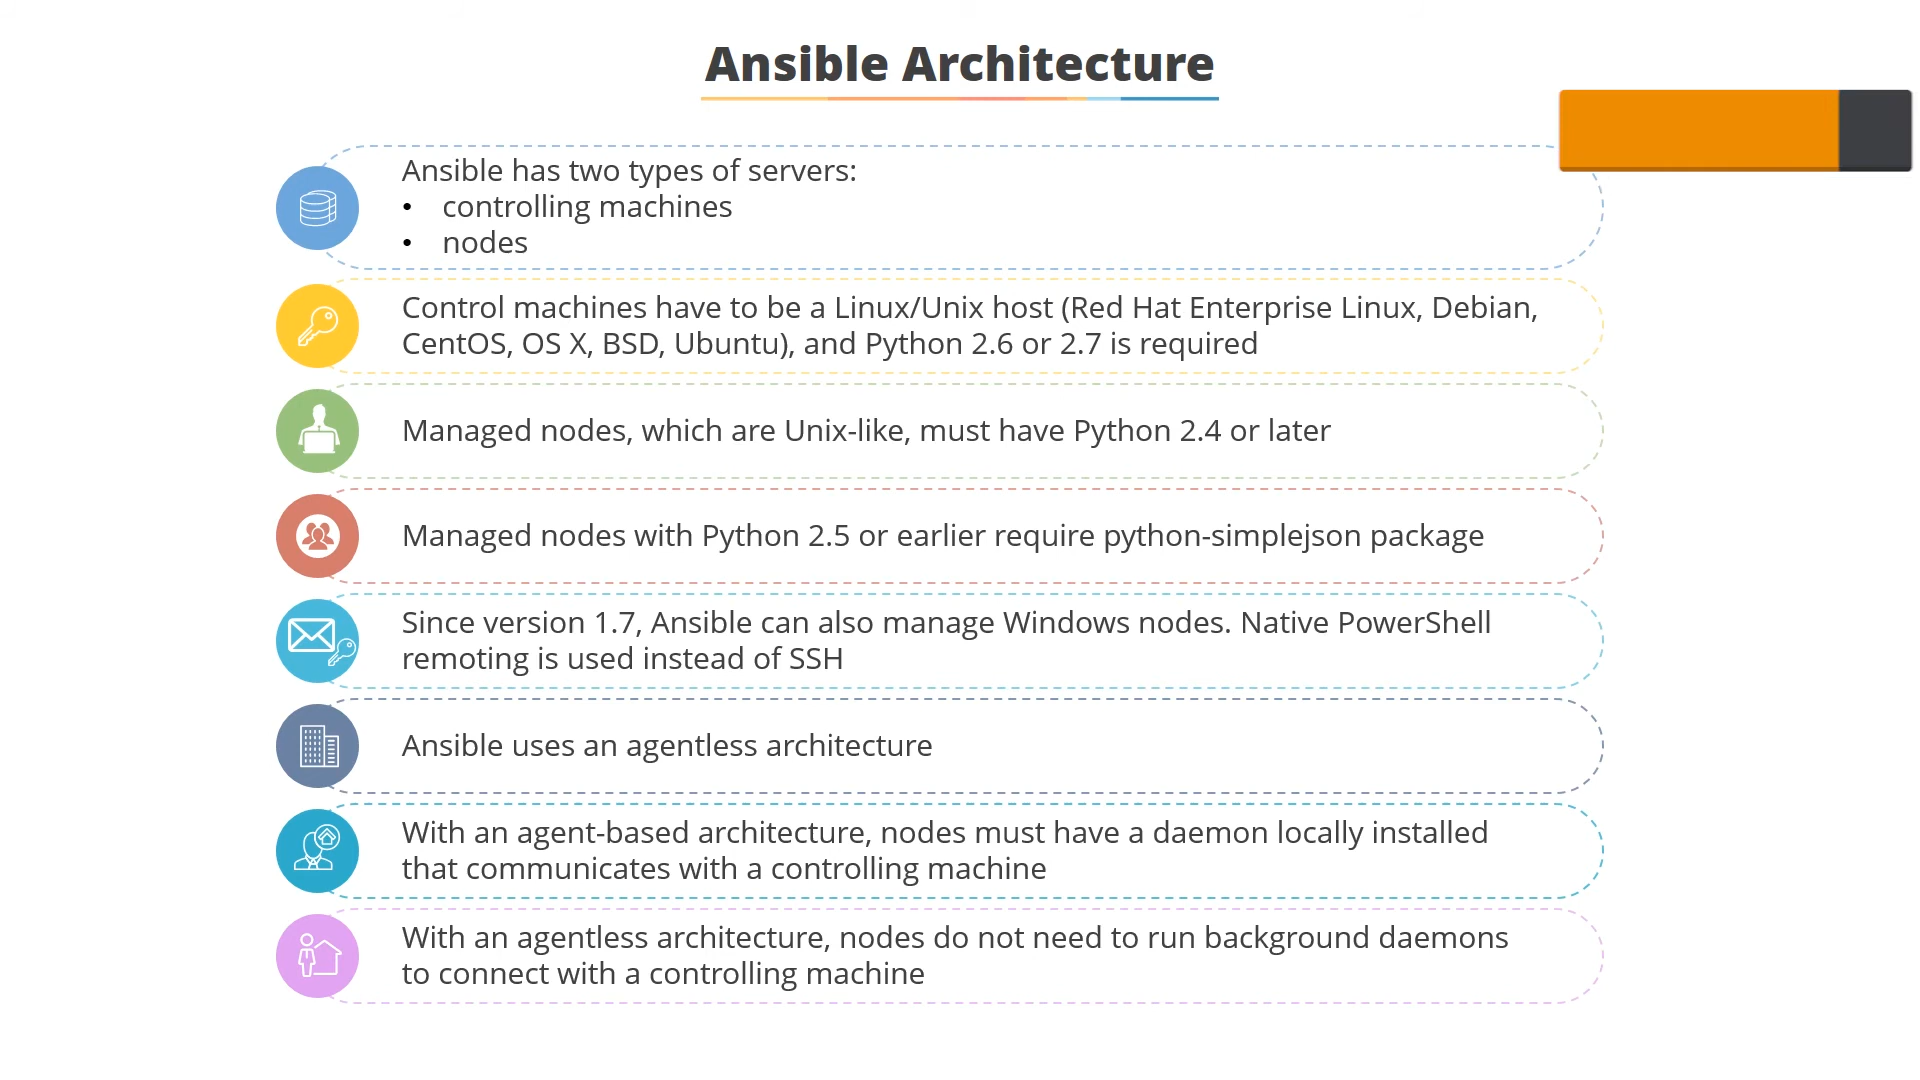 Ansible Architecture
Ansible has two types of servers:
• controlling machines
• nodes
Control machines have to be a Linux/Unix host (Red Hat Enterprise Linux, Debian,
CentOS, OS X, BSD, Ubuntu), and Python 2.6 or 2.7 is required
Managed nodes, which are Unix-like, must have Python 2.4 or later
Managed nodes with Python 2.5 or earlier require python-simplejson package
Since version 1.7, Ansible can also manage Windows nodes. Native PowerShell
remoting is used instead of SSH
Ansible uses an agentless architecture
With an agent-based architecture, nodes must have a daemon locally installed
that communicates with a controlling machine
With an agentless architecture, nodes do not need to run background daemons
to connect with a controlling machine